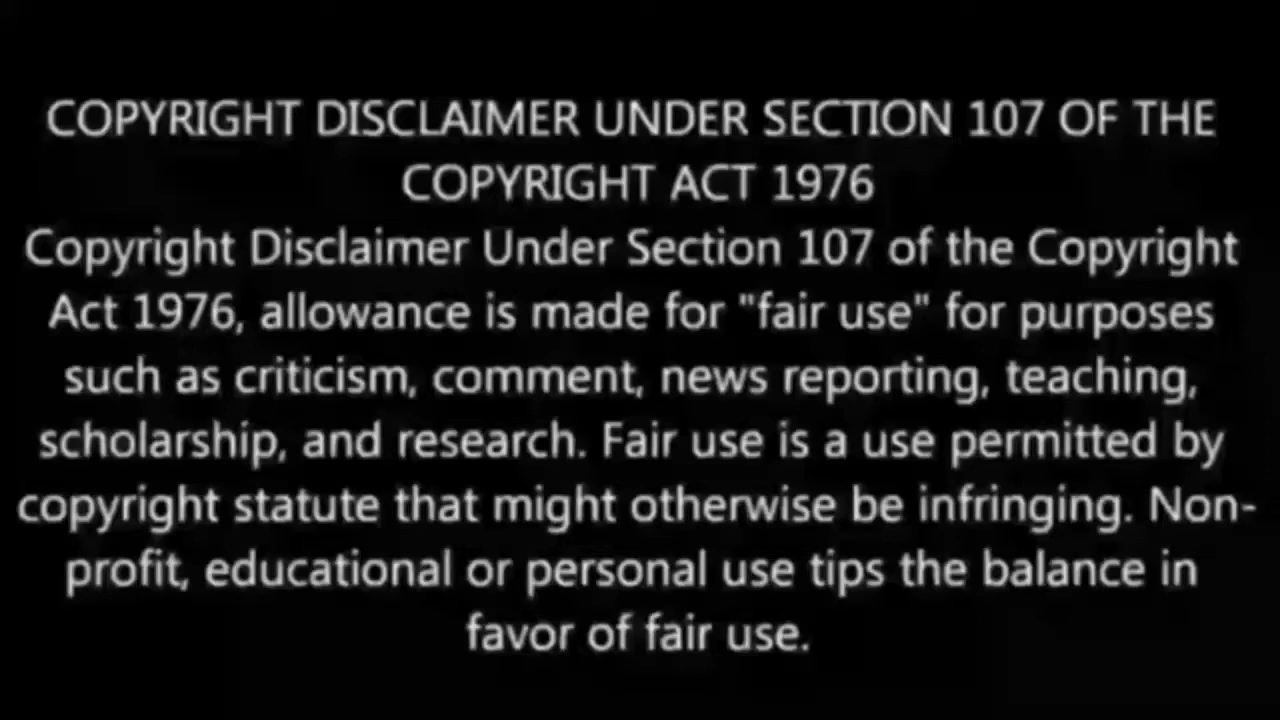 COPYRIGHT DISCLAIMER UNDER SECTION 107 OF THE
COPYRIGHT ACT 1976
Copyright Disclaimer Under Section 107 of the Copyright
Act 1976, allowance is made for "fair use" for purposes
such as criticism, comment, news reporting, teaching,
scholarship, and research. Fair use is a use permitted by
copyright statute that might otherwise be infringing. Non-
profit, educational or personal use tips the balance in
favor of fair use.